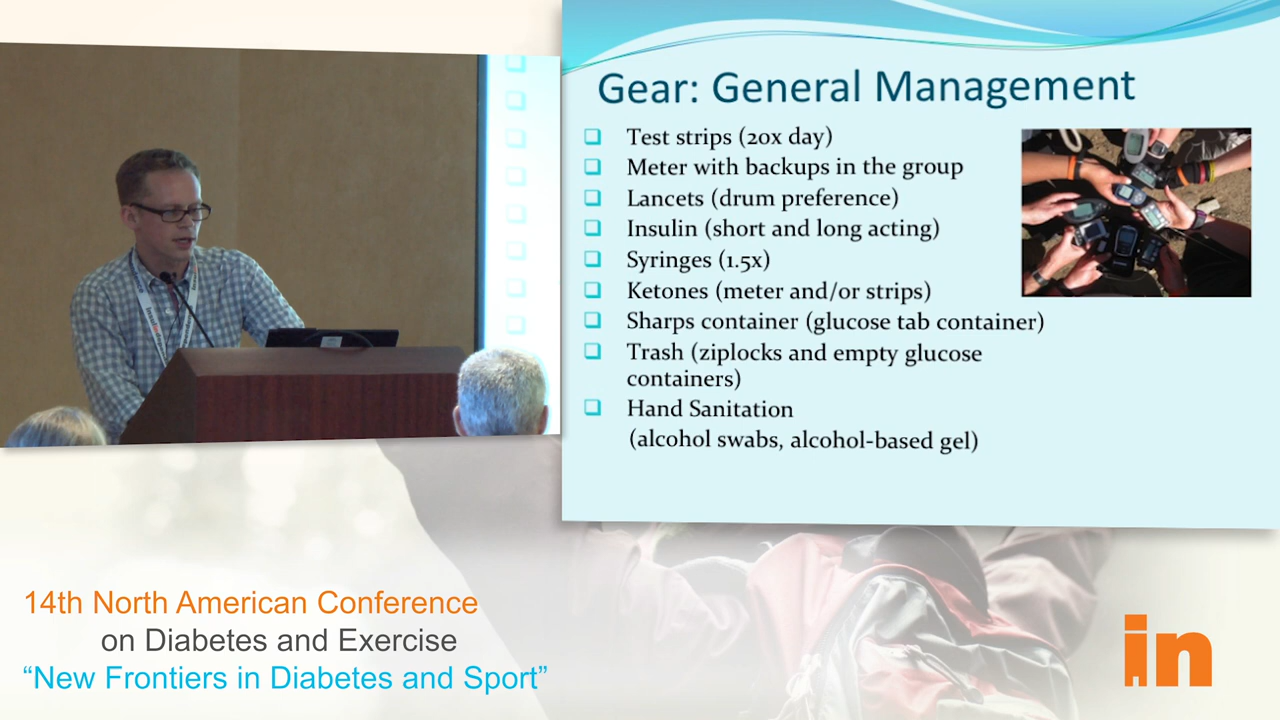 Gear: General Management
Test strips (20x day)
Meter with backups in the group
Lancets (drum preference)
Insulin (short and long acting)
Syringes (1.5x)
Ketones (meter and/or strips)
Sharps container (glucose tab container)
Trash (ziplocks and empty glucose
containers)
Hand Sanitation
(alcohol swabs, alcohol-based gel)
14th North American Conference
on Diabetes and Exercise
“New Frontiers in Diabetes and Sport”
in